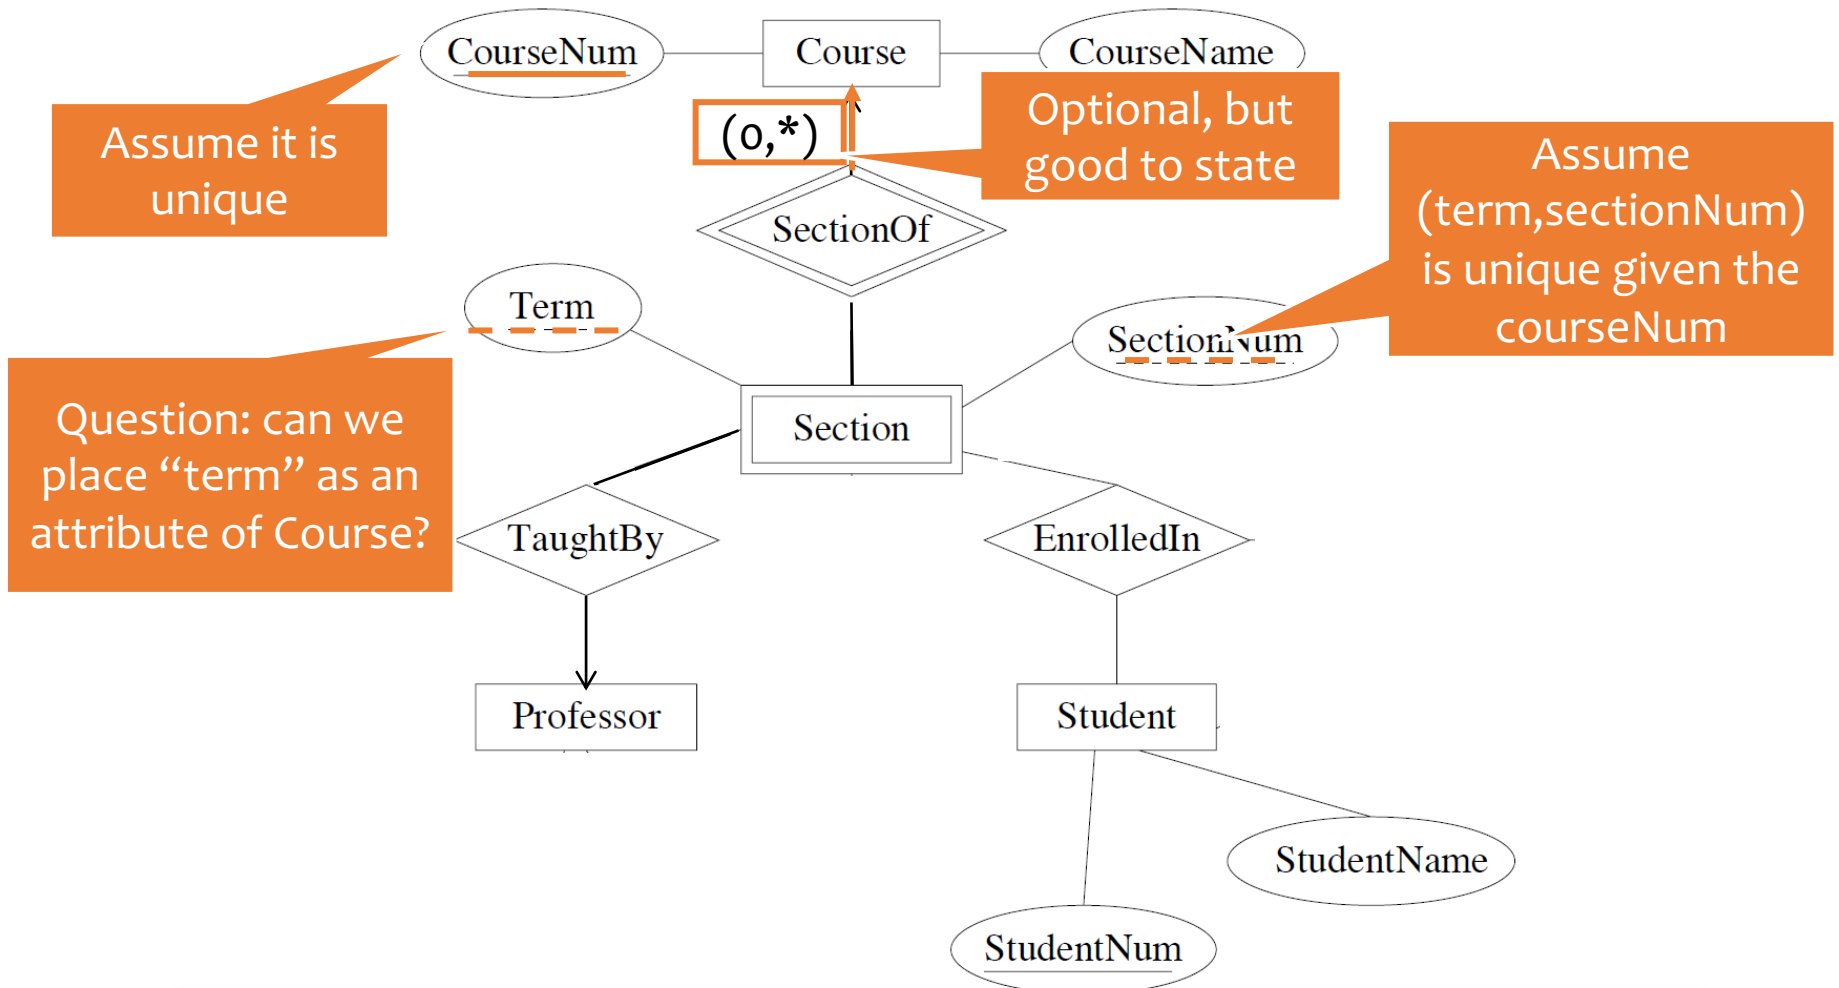 CourseNum
Course
CourseName
Assume it is
unique
(0,*)
Optional, but
good to state
Assume
(term,sectionNum)
is unique given the
courseNum
SectionOf
Term
SectionNum
Question: can we
place “term” as an
attribute of Course?
Section
TaughtBy
EnrolledIn
Professor
Student
StudentName
StudentNum